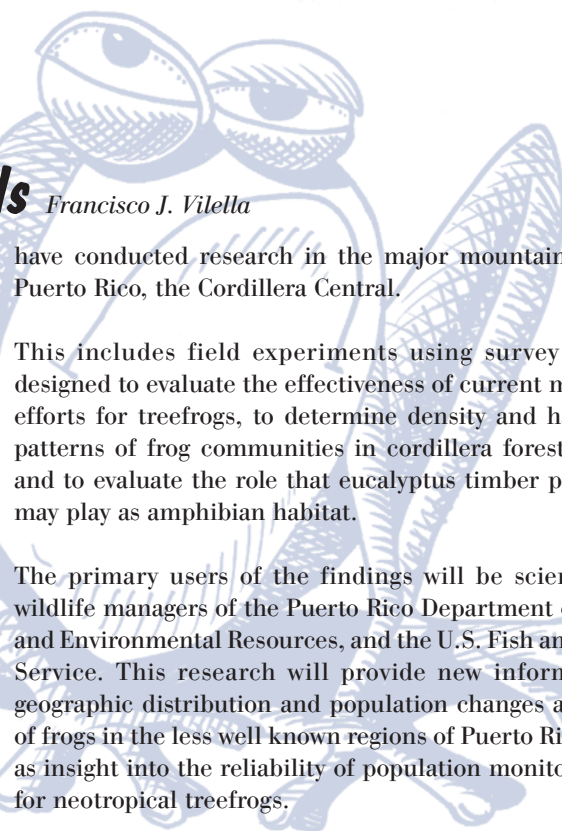 ls Francisco J. Vilella
have conducted research in the major mountain
Puerto Rico, the Cordillera Central.
This includes field experiments using survey
designed to evaluate the effectiveness of current m
efforts for treefrogs, to determine density and h
patterns of frog communities in cordillera forest
and to evaluate the role that eucalyptus timber p
may play as amphibian habitat.
The primary users of the findings will be scien
wildlife managers of the Puerto Rico Department
and Environmental Resources, and the U.S. Fish an
Service. This research will provide new inform
geographic distribution and population changes a
of frogs in the less well known regions of Puerto Ri
as insight into the reliability of population monito
for neotropical treefrogs.